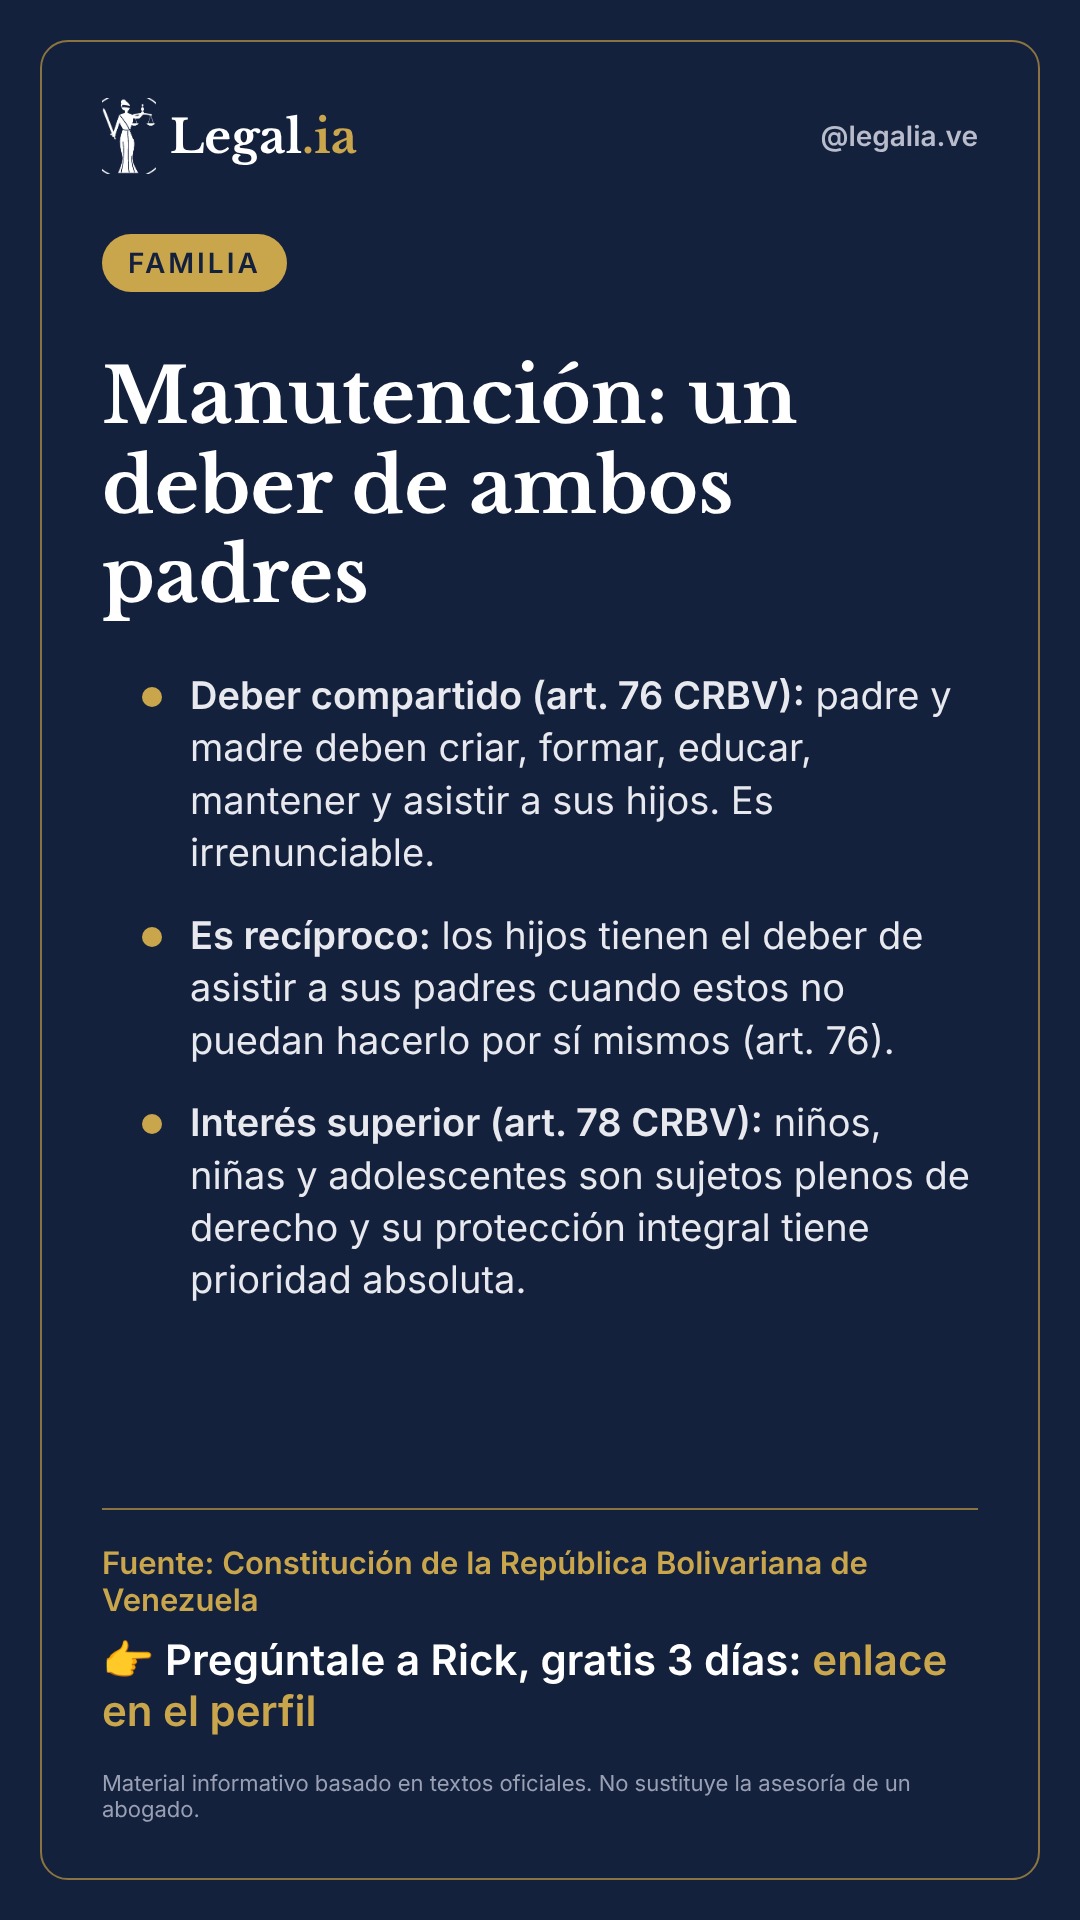 Legal.ia
@legalia.ve
FAMILIA
Manutención: un
deber de ambos
padres
Deber compartido (art. 76 CRBV): padre y
madre deben criar, formar, educar,
mantener y asistir a sus hijos. Es
irrenunciable.
Es recíproco: los hijos tienen el deber de
asistir a sus padres cuando estos no
puedan hacerlo por sí mismos (art. 76).
Interés superior (art. 78 CRBV): niños,
niñas y adolescentes son sujetos plenos de
derecho y su protección integral tiene
prioridad absoluta.
Fuente: Constitución de la República Bolivariana de
Venezuela
👉 Pregúntale a Rick, gratis 3 días: enlace
en el perfil
Material informativo basado en textos oficiales. No sustituye la asesoría de un
abogado.